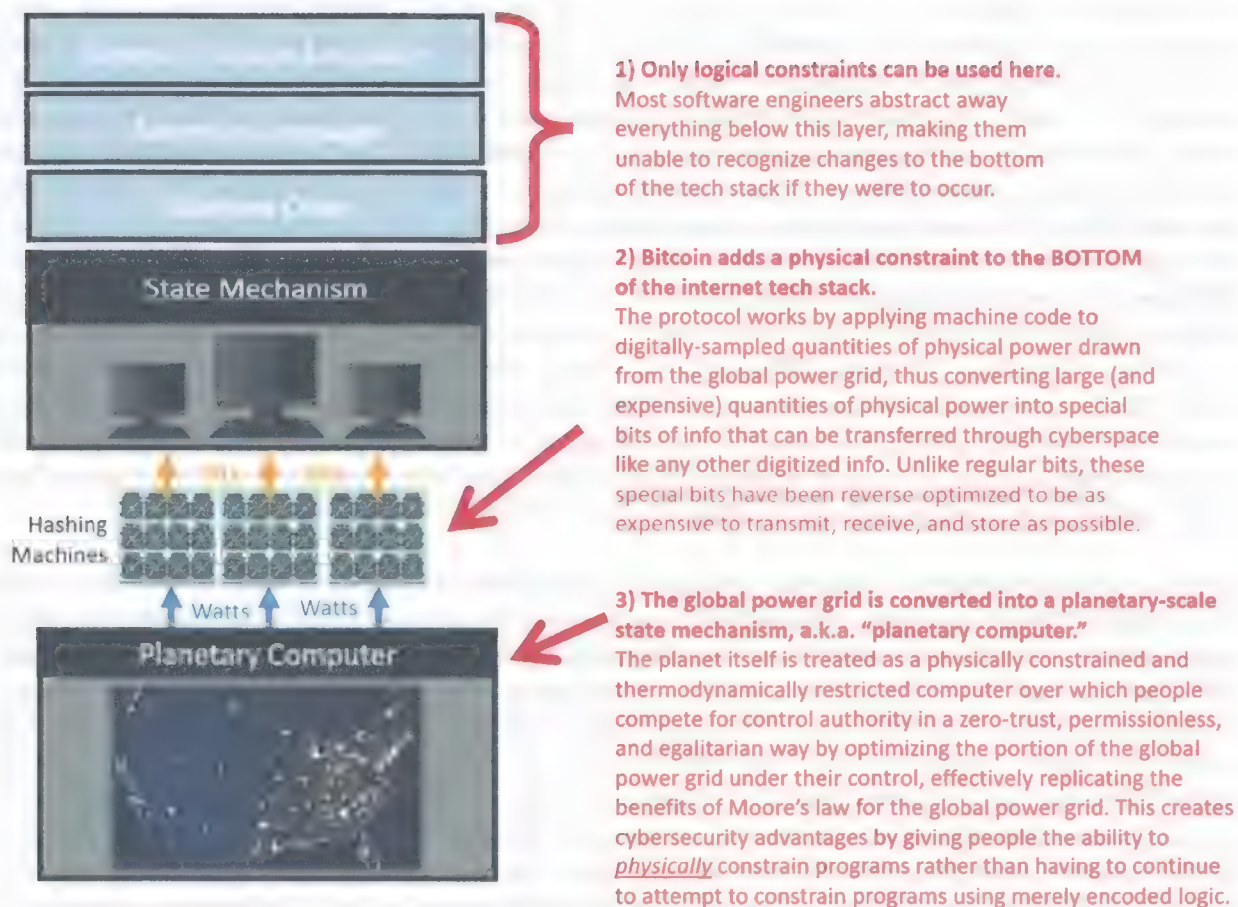 1) Only logical constraints can be used here.
Most software engineers abstract away
everything below this layer, making them
unable to recognize changes to the bottom
of the tech stack if they were to occur.
State Mechanism
2) Bitcoin adds a physical constraint to the BOTTOM
of the internet tech stack.
The protocol works by applying machine code to
digitally-sampled quantities of physical power drawn
from the global power grid, thus converting large (and
expensive) quantities of physical power into special
bits of info that can be transferred through cyberspace
like any other digitized info. Unlike regular bits, these
special bits have been reverse optimized to be as
expensive to transmit, receive, and store as possible.
Hashing
Machines
Watts Watts
Planetary Computer
3) The global power grid is converted into a planetary-scale
state mechanism, a.k.a. “planetary computer.”
The planet itself is treated as a physically constrained and
thermodynamically restricted computer over which people
compete for control authority in a zero-trust, permissionless,
and egalitarian way by optimizing the portion of the global
power grid under their control, effectively replicating the
benefits of Moore’s law for the global power grid. This creates
cybersecurity advantages by giving people the ability to
physically constrain programs rather than having to continue
to attempt to constrain programs using merely encoded logic.